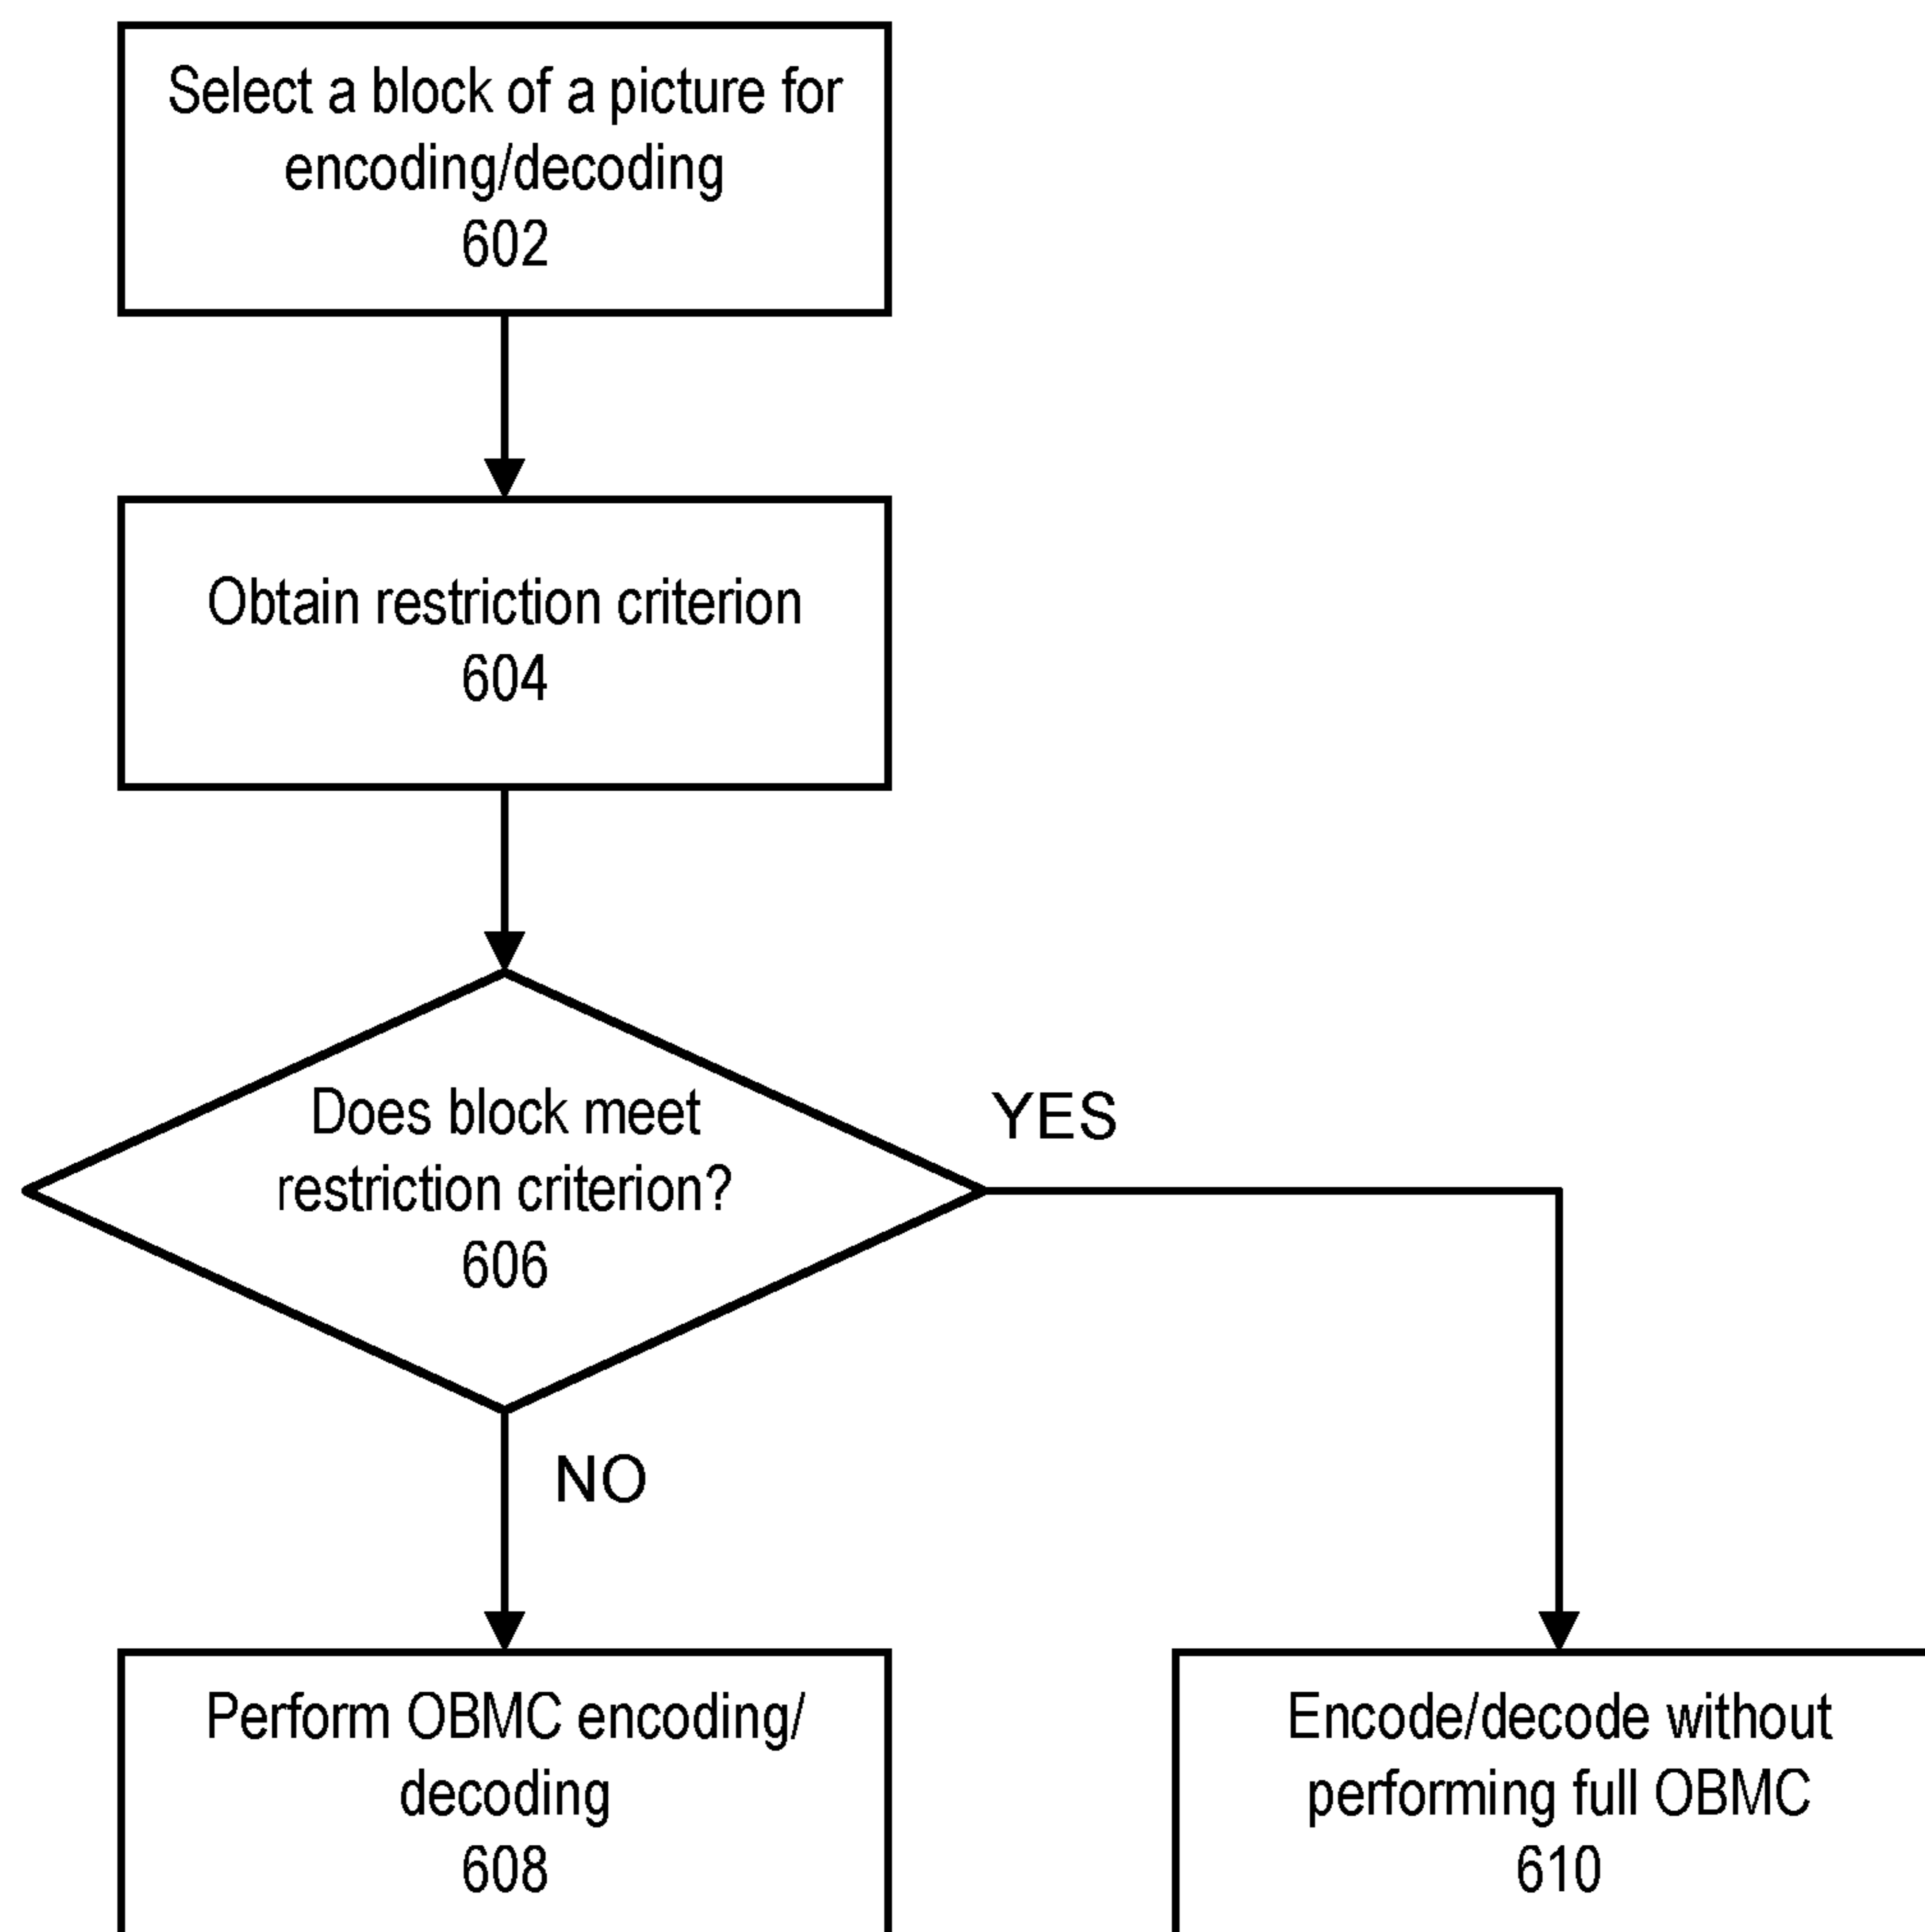 Select a block of a picture for
encoding/decoding
602
Obtain restriction criterion
604
Does block meet
restriction criterion?
606
YES
NO
Perform OBMC encoding/
decoding
608
Encode/decode without
performing full OBMC
610